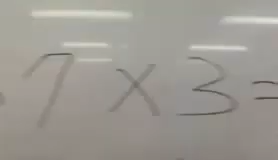 7 × 3 =